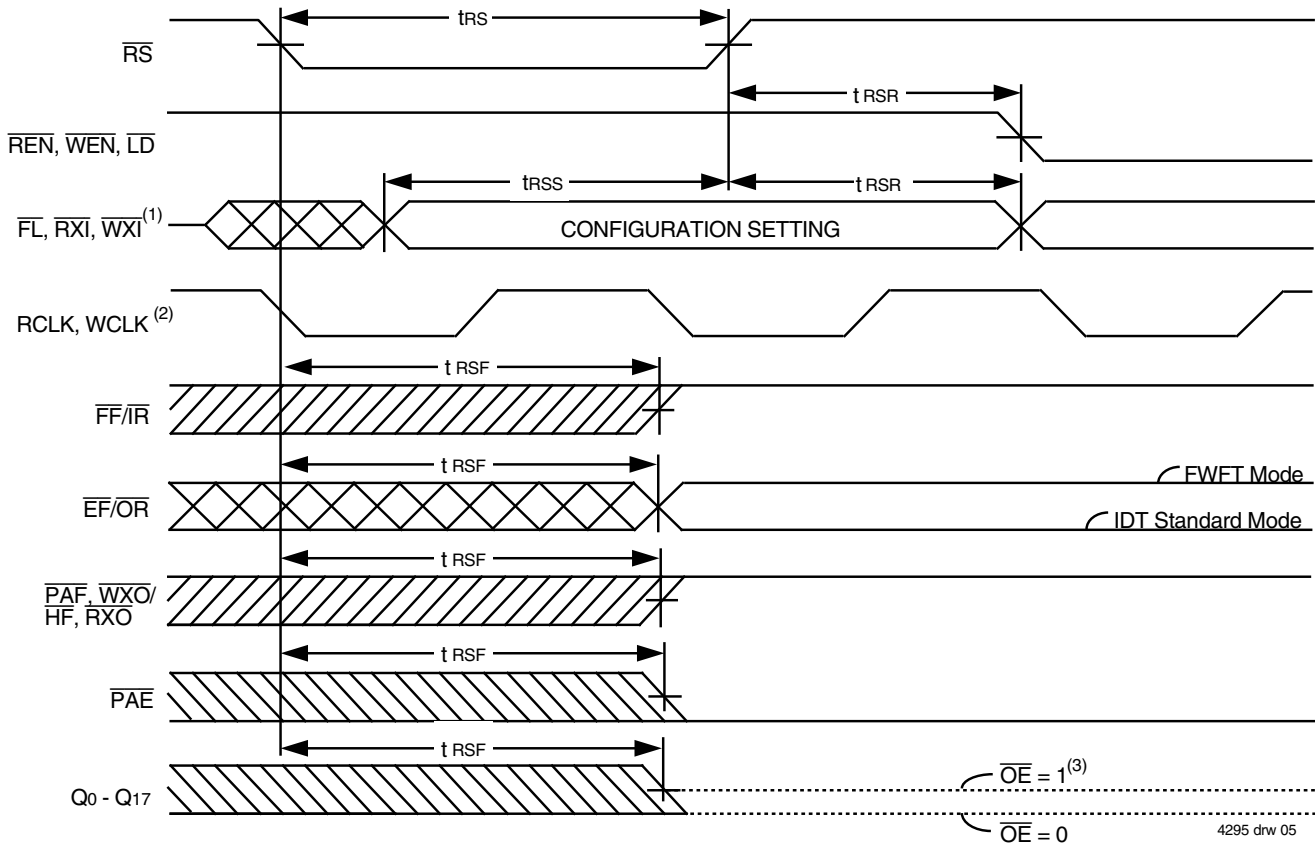 tRS
RS
t RSR
REN, WEN, LD
tRSS
t RSR
FL, RXI, WXI(1)
CONFIGURATION SETTING
RCLK, WCLK (2)
t RSF
FF/IR
t RSF
FWFT Mode
EF/OR
IDT Standard Mode
t RSF
PAF, WXO/
HF, RXO
t RSF
PAE
t RSF
OE = 1(3)
Q0 - Q17
OE = 0
4295 drw 05